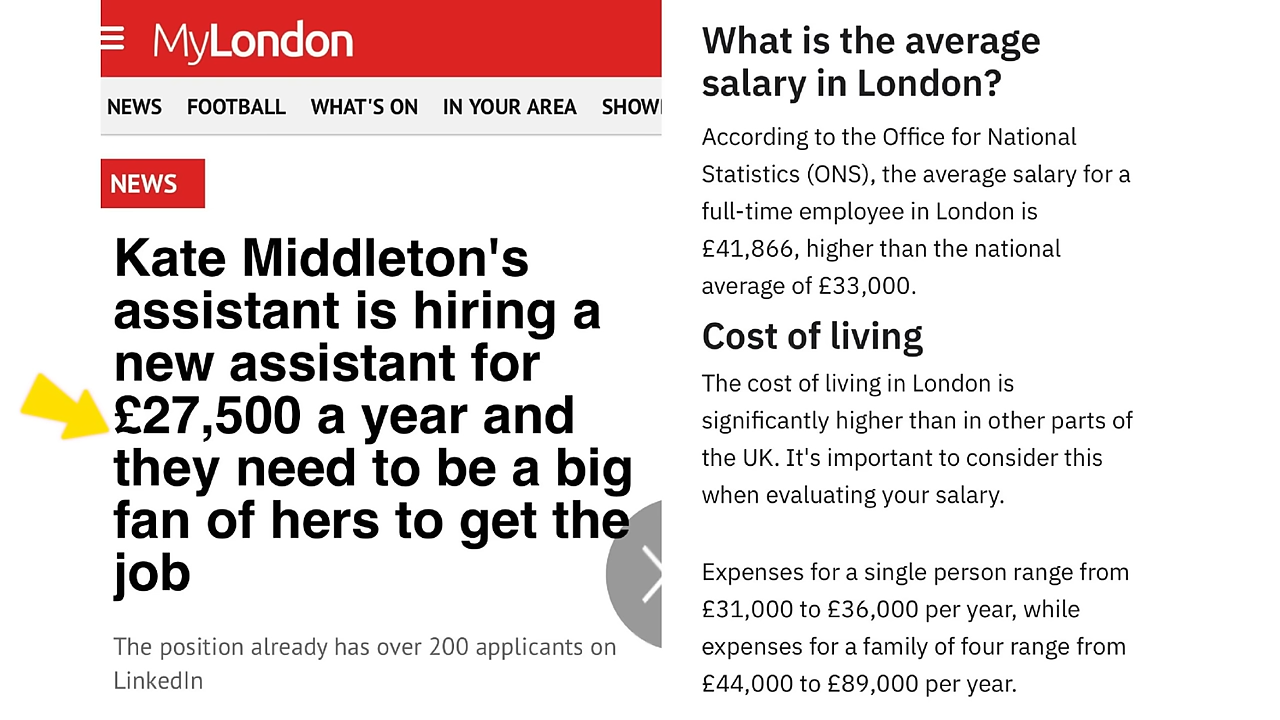 MyLondon
NEWS FOOTBALL WHAT'S ON IN YOUR AREA
NEWS
Kate Middleton's
assistant is hiring a
new assistant for
£27,500 a year and
they need to be a big
fan of hers to get the
job
The position already has over 200 applicants on
LinkedIn
What is the average
salary in London?
According to the Office for National
Statistics (ONS), the average salary for a
full-time employee in London is
£41,866, higher than the national
average of £33,000.
Cost of living
The cost of living in London is
significantly higher than in other parts of
the UK. It's important to consider this
when evaluating your salary.
Expenses for a single person range from
£31,000 to £36,000 per year, while
expenses for a family of four range from
£44,000 to £89,000 per year.